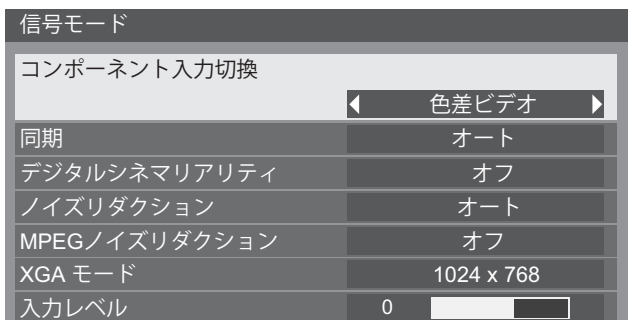 信号モード
コンポーネント入力切換
色差ビデオ
同期 オート
デジタルシネマリアリティ オフ
ノイズリダクション オート
MPEGノイズリダクション オフ
XGA モード 1024 x 768
入力レベル 0